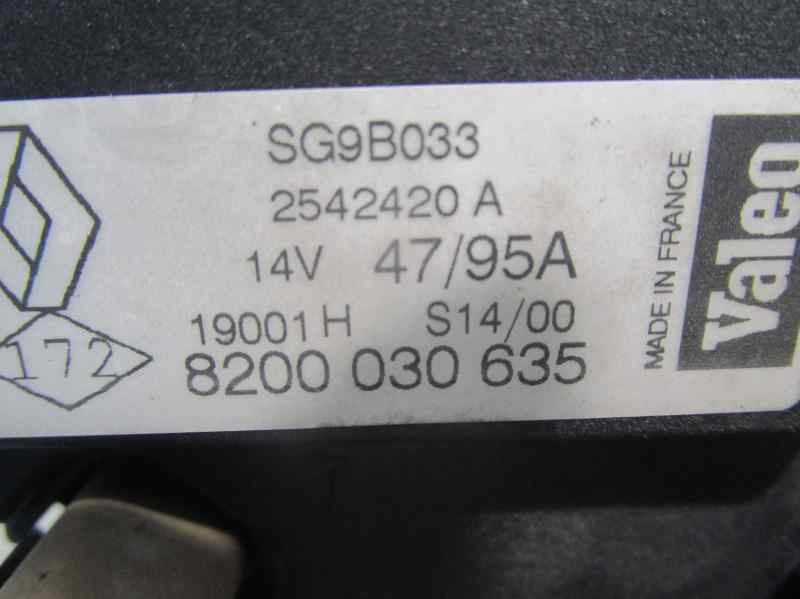 SG9B033
2542420 A
14V 47/95A
19001 H S14/00
8200 030 635
172
MADE IN FRANCE
Valeo